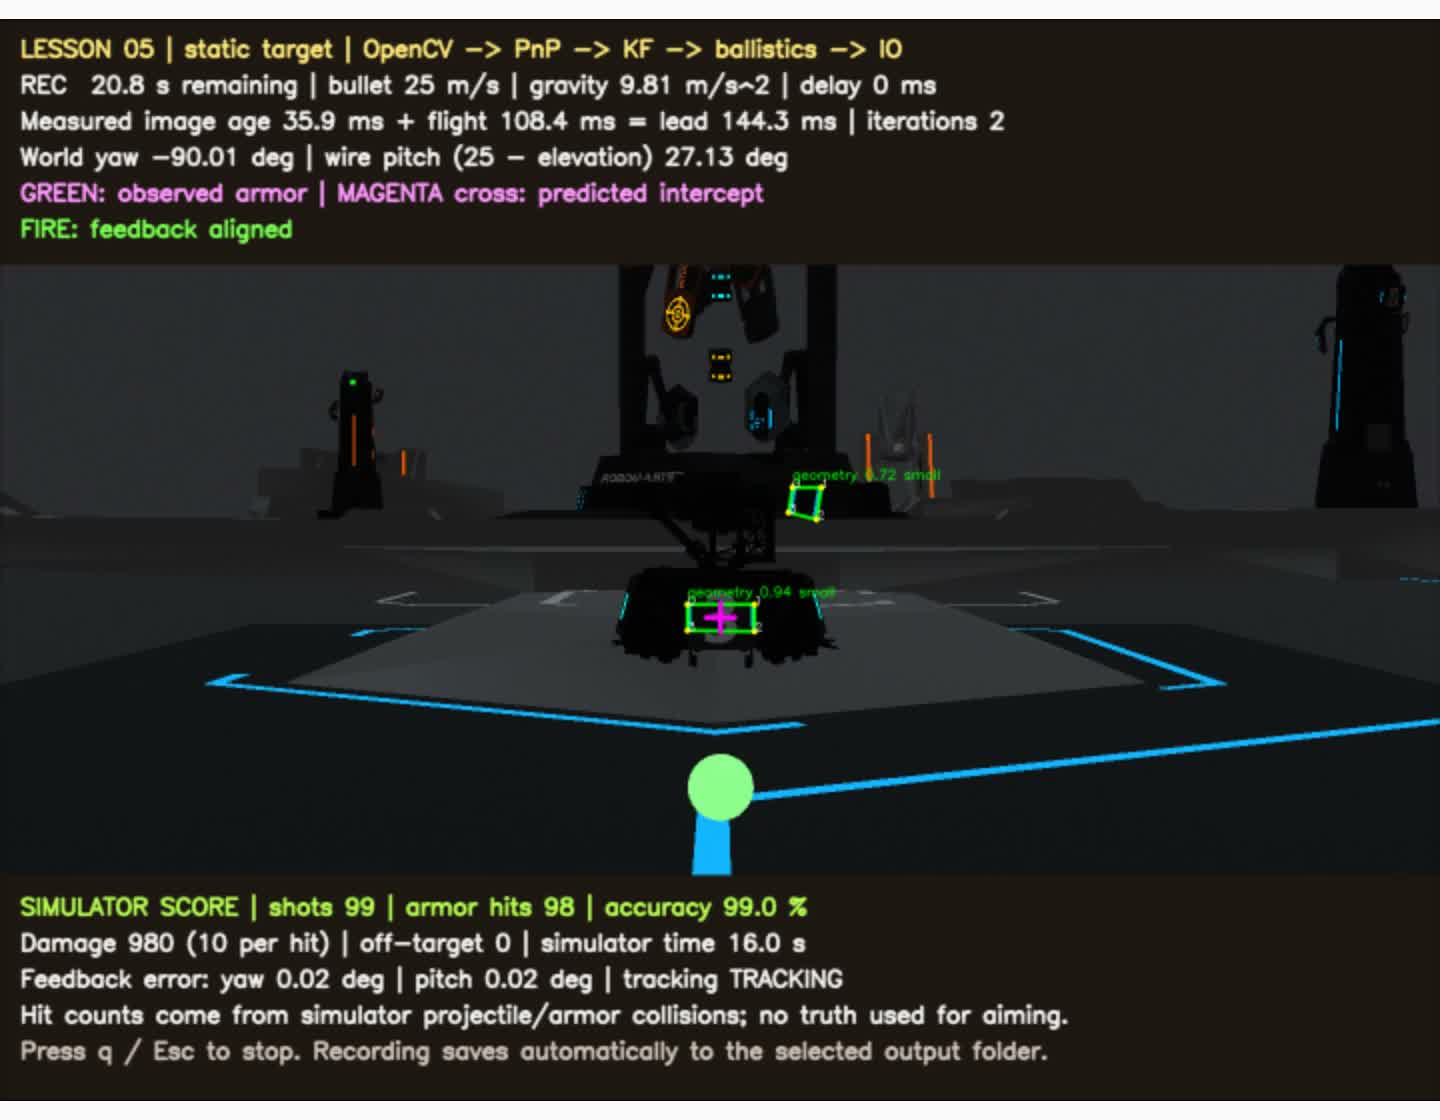 LESSON 05 | static target | OpenCV -> PnP -> KF -> ballistics -> IO
REC 20.8 s remaining | bullet 25 m/s | gravity 9.81 m/s^2 | delay 0 ms
Measured image age 35.9 ms + flight 108.4 ms = lead 144.3 ms | iterations 2
World yaw -90.01 deg | wire pitch (25 - elevation) 27.13 deg
GREEN: observed armor | MAGENTA cross: predicted intercept
FIRE: feedback aligned
geometry 0.72 small
geometry 0.94 small
SIMULATOR SCORE | shots 99 | armor hits 98 | accuracy 99.0 %
Damage 980 (10 per hit) | off-target 0 | simulator time 16.0 s
Feedback error: yaw 0.02 deg | pitch 0.02 deg | tracking TRACKING
Hit counts come from simulator projectile/armor collisions; no truth used for aiming.
Press q / Esc to stop. Recording saves automatically to the selected output folder.